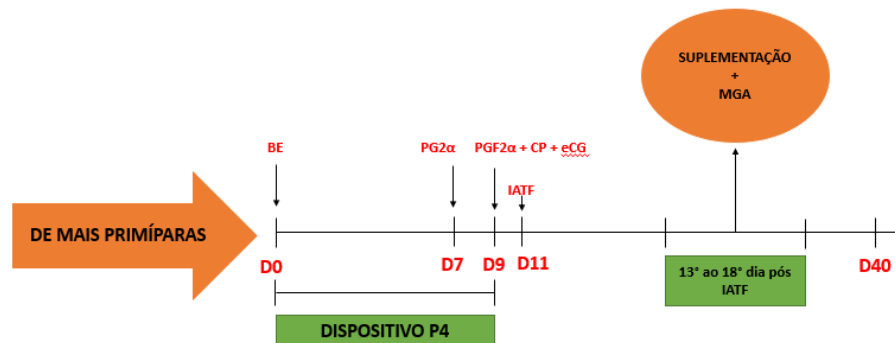 SUPLEMENTAÇÃO
+
MGA
BE
PG2α
PGF2α + CP + eCG
IATF
DE MAIS PRIMÍPARAS
D0
D7
D9
D11
13° ao 18° dia pós
IATF
D40
DISPOSITIVO P4